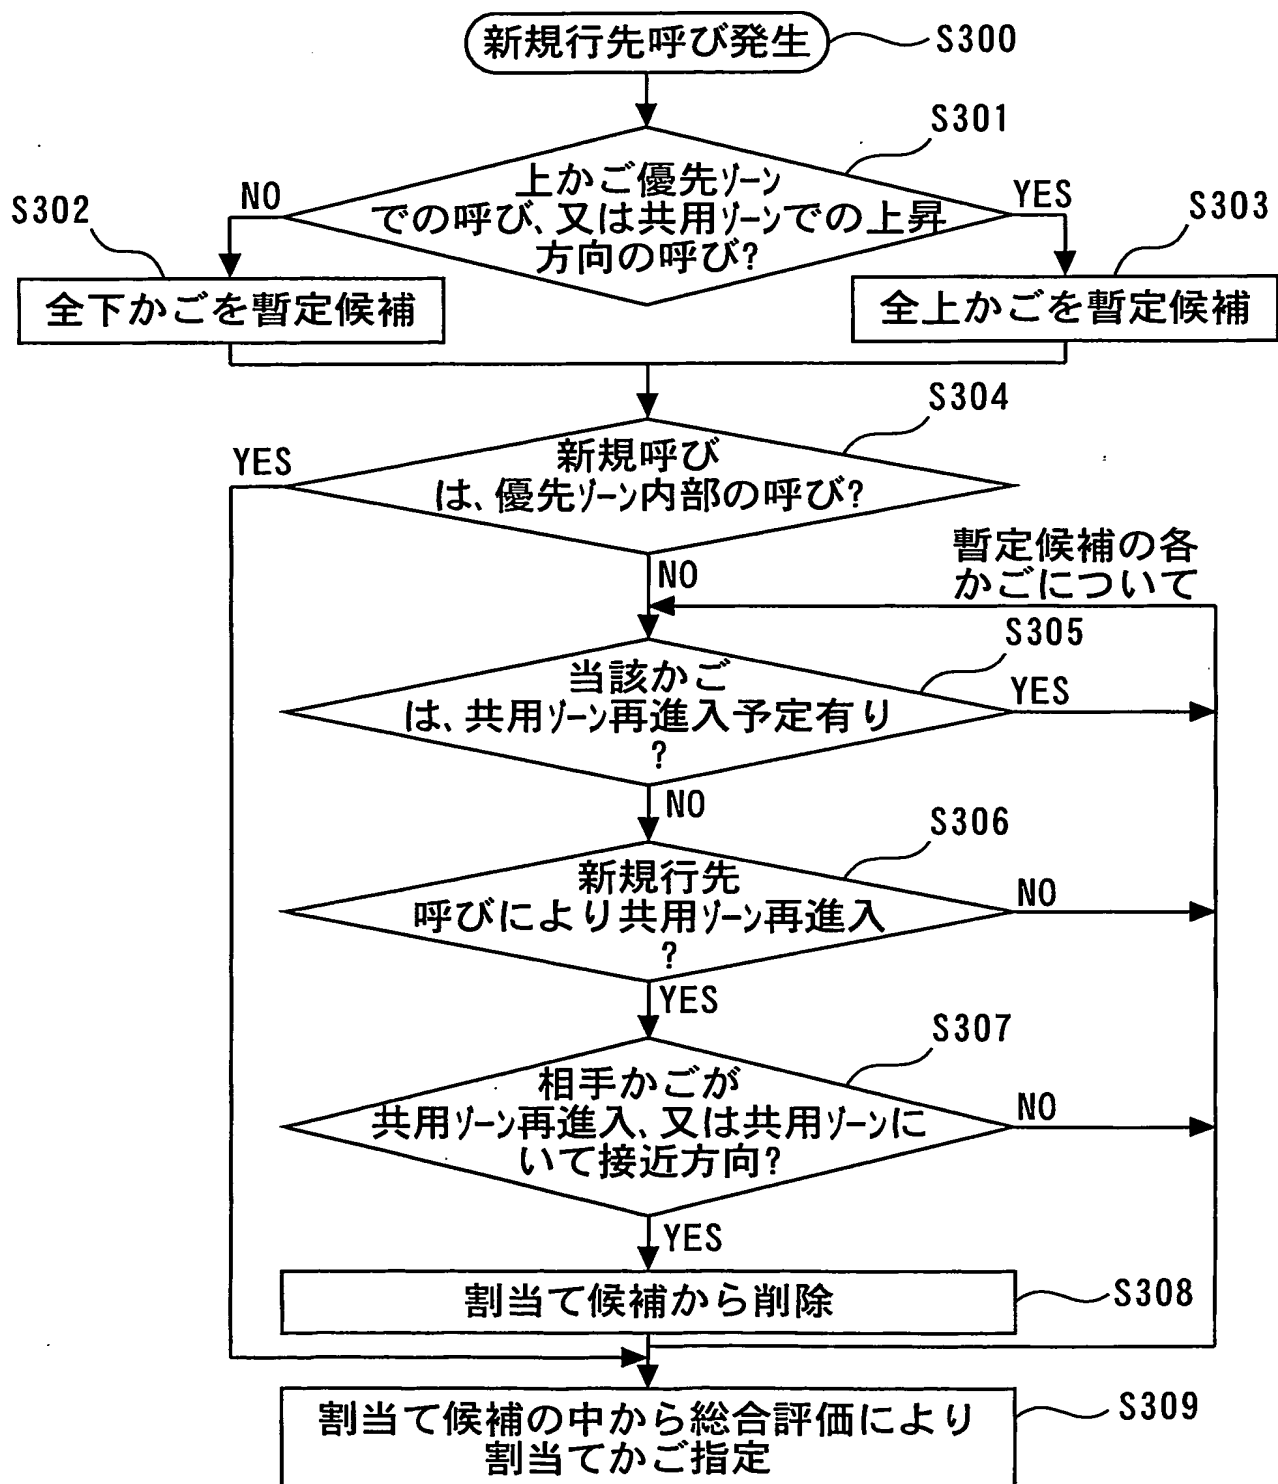 新規行先呼び発生
S300
S301
上かご優先ゾーン
での呼び、又は共用ゾーンでの上昇
方向の呼び?
NO
YES
S302
S303
全下かごを暫定候補
全上かごを暫定候補
S304
新規呼び
は、優先ゾーン内部の呼び?
YES
NO
暫定候補の各
かごについて
S305
当該かご
は、共用ゾーン再進入予定有り
?
YES
NO
S306
新規行先
呼びにより共用ゾーン再進入
?
NO
YES
S307
相手かごが
共用ゾーン再進入、又は共用ゾーンに
いて接近方向?
NO
YES
割当て候補から削除
S308
割当て候補の中から総合評価により
割当てかご指定
S309